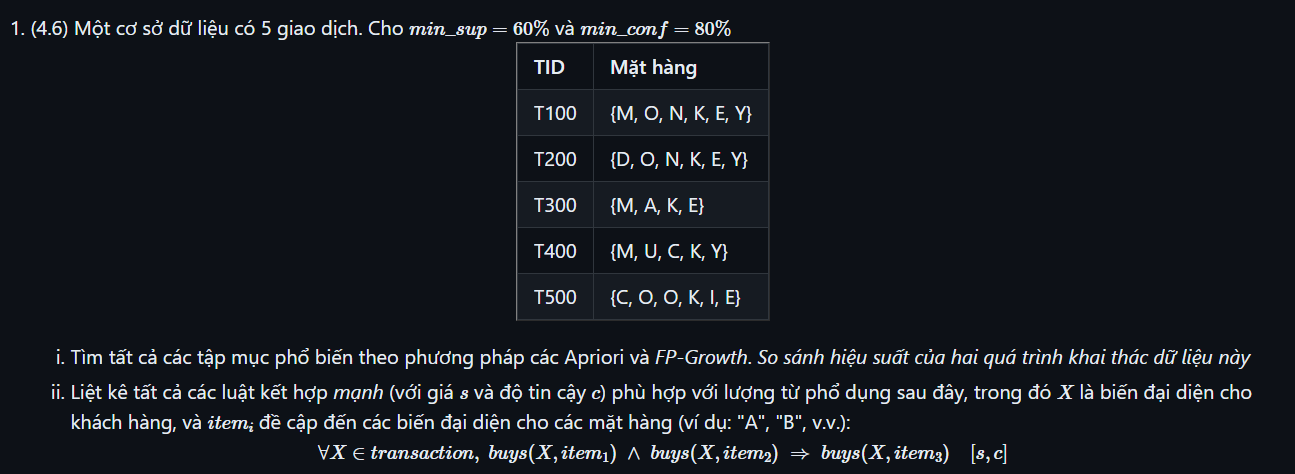 1. (4.6) Một cơ sở dữ liệu có 5 giao dịch. Cho min_sup = 60% và min_conf = 80%
TID Mặt hàng
T100 {M, O, N, K, E, Y}
T200 {D, O, N, K, E, Y}
T300 {M, A, K, E}
T400 {M, U, C, K, Y}
T500 {C, O, O, K, I, E}
i. Tìm tất cả các tập mục phổ biến theo phương pháp các Apriori và FP-Growth. So sánh hiệu suất của hai quá trình khai thác dữ liệu này
ii. Liệt kê tất cả các luật kết hợp mạnh (với giá s và độ tin cậy c) phù hợp với lượng từ phổ dụng sau đây, trong đó X là biến đại diện cho
khách hàng, và item_i đề cập đến các biến đại diện cho các mặt hàng (ví dụ: "A", "B", v.v.):
∀X ∈ transaction, buys(X, item₁) ∧ buys(X, item₂) ⇒ buys(X, item₃) [s, c]